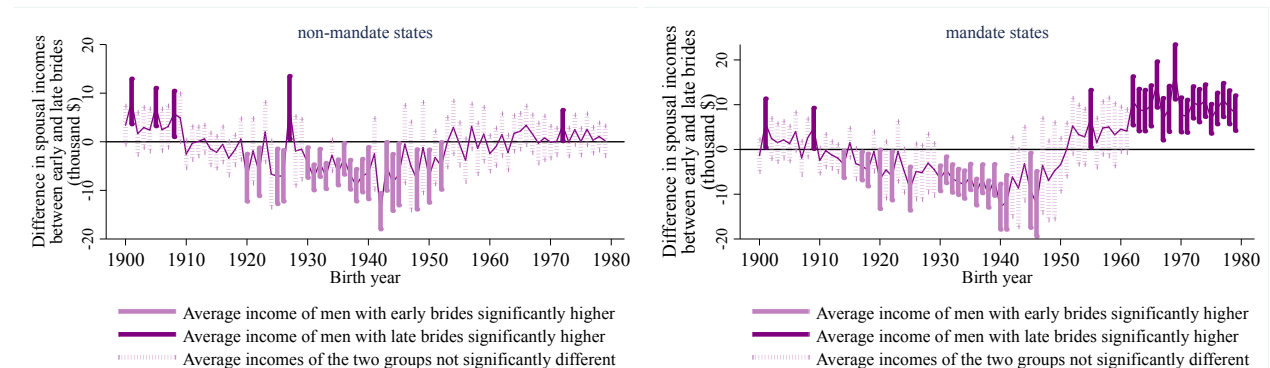 non-mandate states
Difference in spousal incomes
between early and late brides
(thousand $)
20
10
0
-10
-20
1900 1910 1920 1930 1940 1950 1960 1970 1980
Birth year
Average income of men with early brides significantly higher
Average income of men with late brides significantly higher
Average incomes of the two groups not significantly different
mandate states
Difference in spousal incomes
between early and late brides
(thousand $)
20
10
0
-10
-20
1900 1910 1920 1930 1940 1950 1960 1970 1980
Birth year
Average income of men with early brides significantly higher
Average income of men with late brides significantly higher
Average incomes of the two groups not significantly different